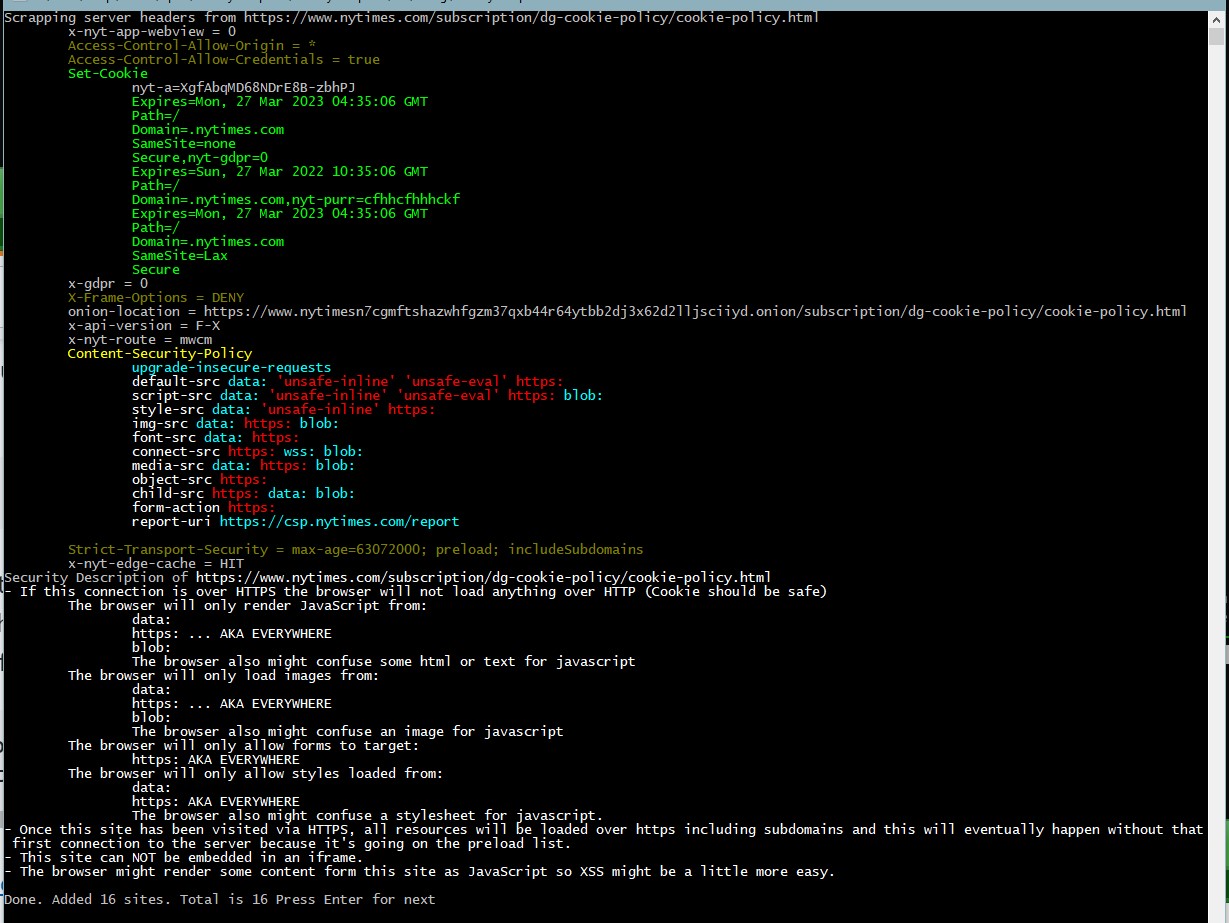 Scrapping server headers from https://www.nytimes.com/subscription/dg-cookie-policy/cookie-policy.html
x-nyt-app-webview = 0
Access-Control-Allow-Origin = *
Access-Control-Allow-Credentials = true
Set-Cookie
nyt-a=XgfAbqMD68NDrE8B-zbhPJ
Expires=Mon, 27 Mar 2023 04:35:06 GMT
Path=/
Domain=.nytimes.com
SameSite=none
Secure,nyt-gdpr=0
Expires=Sun, 27 Mar 2022 10:35:06 GMT
Path=/
Domain=.nytimes.com,nyt-purr=cfhhcfhhhckf
Expires=Mon, 27 Mar 2023 04:35:06 GMT
Path=/
Domain=.nytimes.com
SameSite=Lax
Secure
x-gdpr = 0
X-Frame-Options = DENY
onion-location = https://www.nytimesn7cgmftshazwhfgzm37qxb44r64ytbb2dj3x62d2lljsciiyd.onion/subscription/dg-cookie-policy/cookie-policy.html
x-api-version = F-X
x-nyt-route = mwcm
Content-Security-Policy
upgrade-insecure-requests
default-src data: 'unsafe-inline' 'unsafe-eval' https:
script-src data: 'unsafe-inline' 'unsafe-eval' https: blob:
style-src data: 'unsafe-inline' https:
img-src data: https: blob:
font-src data: https:
connect-src https: wss: blob:
media-src data: https: blob:
object-src https:
child-src https: data: blob:
form-action https:
report-uri https://csp.nytimes.com/report
Strict-Transport-Security = max-age=63072000; preload; includeSubdomains
x-nyt-edge-cache = HIT
Security Description of https://www.nytimes.com/subscription/dg-cookie-policy/cookie-policy.html
- If this connection is over HTTPS the browser will not load anything over HTTP (Cookie should be safe)
The browser will only render JavaScript from:
data:
https: ... AKA EVERYWHERE
blob:
The browser also might confuse some html or text for javascript
The browser will only load images from:
data:
https: ... AKA EVERYWHERE
blob:
The browser also might confuse an image for javascript
The browser will only allow forms to target:
https: AKA EVERYWHERE
The browser will only allow styles loaded from:
data:
https: AKA EVERYWHERE
The browser also might confuse a stylesheet for javascript.
- Once this site has been visited via HTTPS, all resources will be loaded over https including subdomains and this will eventually happen without that
first connection to the server because it's going on the preload list.
- This site can NOT be embedded in an iframe.
- The browser might render some content form this site as JavaScript so XSS might be a little more easy.
Done. Added 16 sites. Total is 16 Press Enter for next